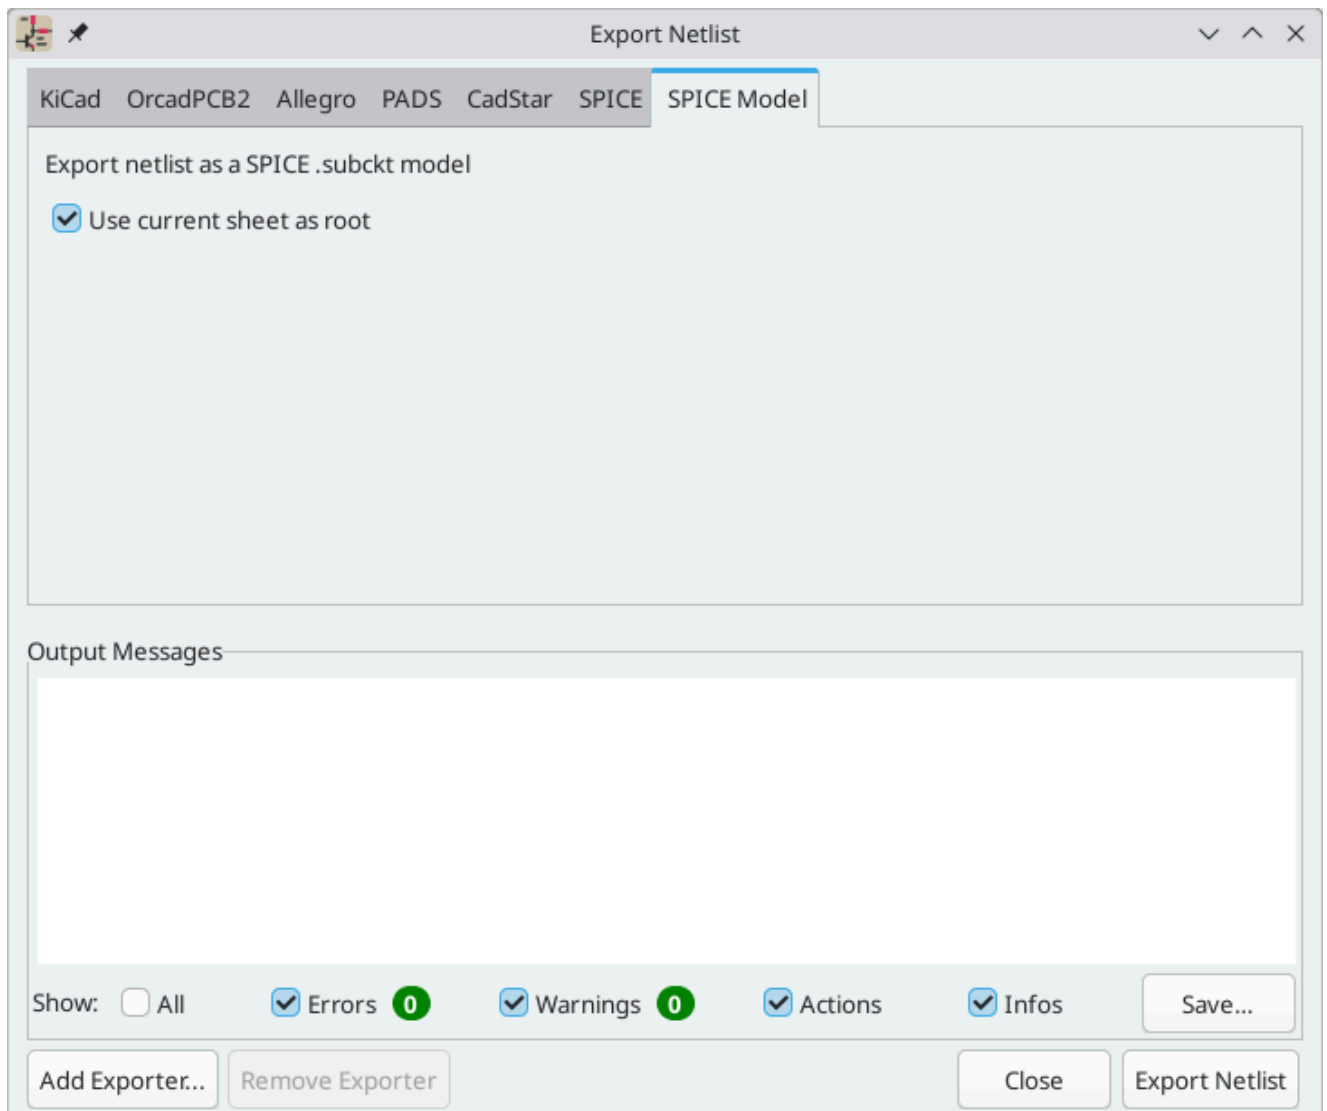 Export Netlist
KiCad OrcadPCB2 Allegro PADS CadStar SPICE SPICE Model
Export netlist as a SPICE .subckt model
Use current sheet as root
Output Messages
Show: All Errors 0 Warnings 0 Actions Infos Save...
Add Exporter... Remove Exporter Close Export Netlist